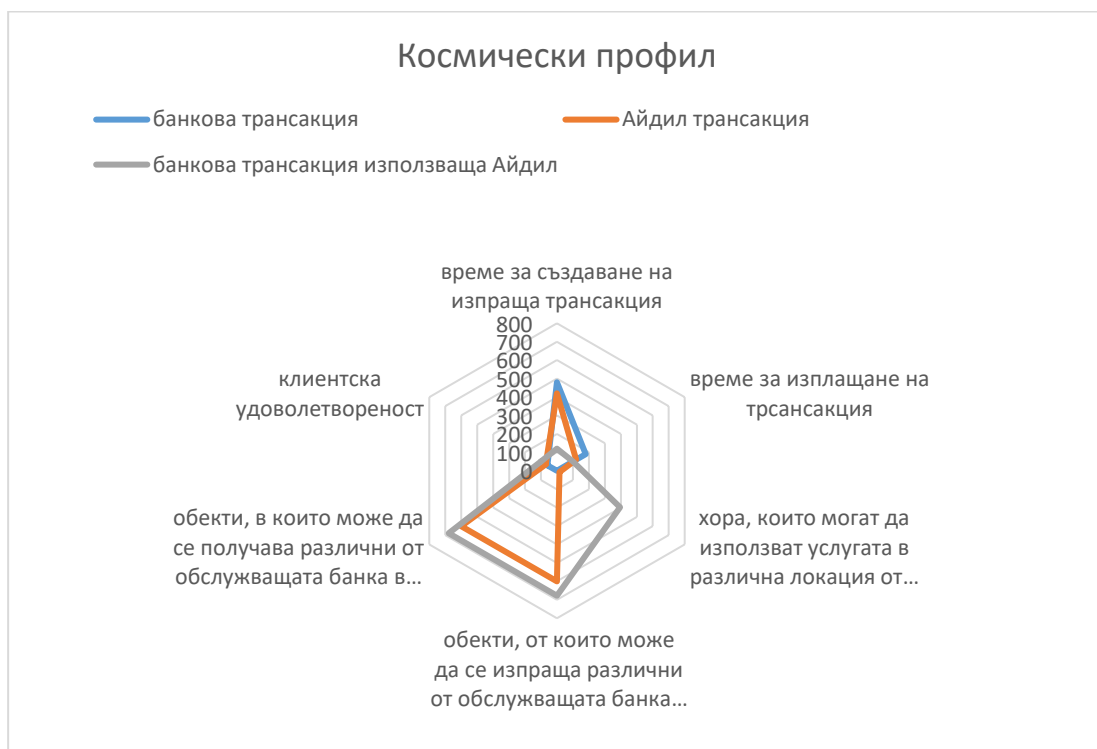 Космически профил
банкова трансакция
Айдил трансакция
банкова трансакция използваща Айдил
време за създаване на
изпраща трансакция
800
700
600
500
400
300
200
100
0
време за изплащане на
трсансакция
хора, които могат да
използват услугата в
различна локация от...
обекти, от които може
да се изпраща различни
от обслужващата банка...
обекти, в които може да
се получава различни от
обслужващата банка в...
клиентска
удоволетвореност